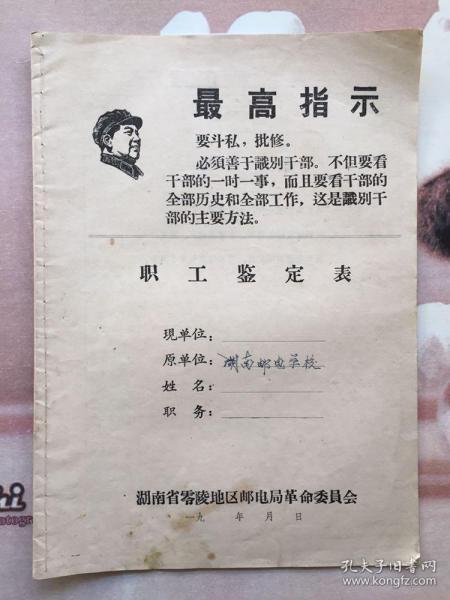 最高指示
要斗私，批修。
必須善于識別干部。不但要看
干部的一时一事，而且要看干部的
全部历史和全部工作，这是識別干
部的主要方法。
职工鉴定表
現单位：
原单位：湖南邮电学校
姓名：
职务：
湖南省零陵地区邮电局革命委員会
一九 年 月 日
hi
otogra
孔夫子旧书网
www.kongfz.com